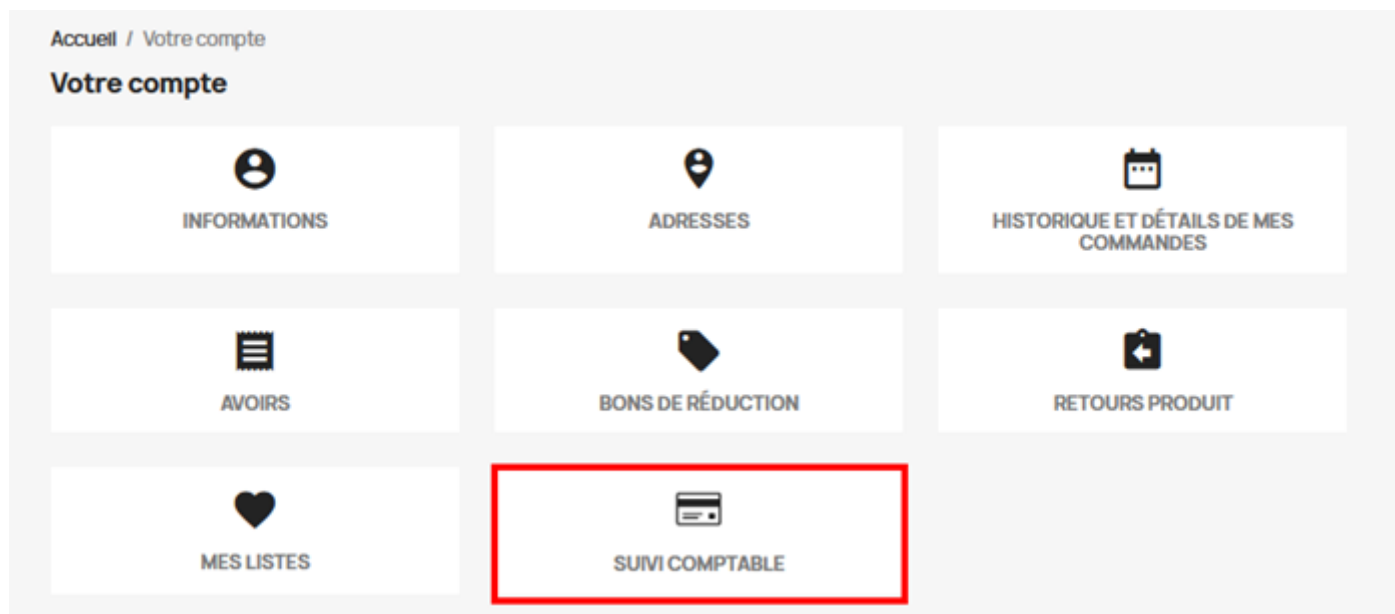 Accueil / Votre compte
Votre compte
INFORMATIONS
ADRESSES
HISTORIQUE ET DÉTAILS DE MES
COMMANDES
AVOIRS
BONS DE RÉDUCTION
RETOURS PRODUIT
MES LISTES
SUIVI COMPTABLE